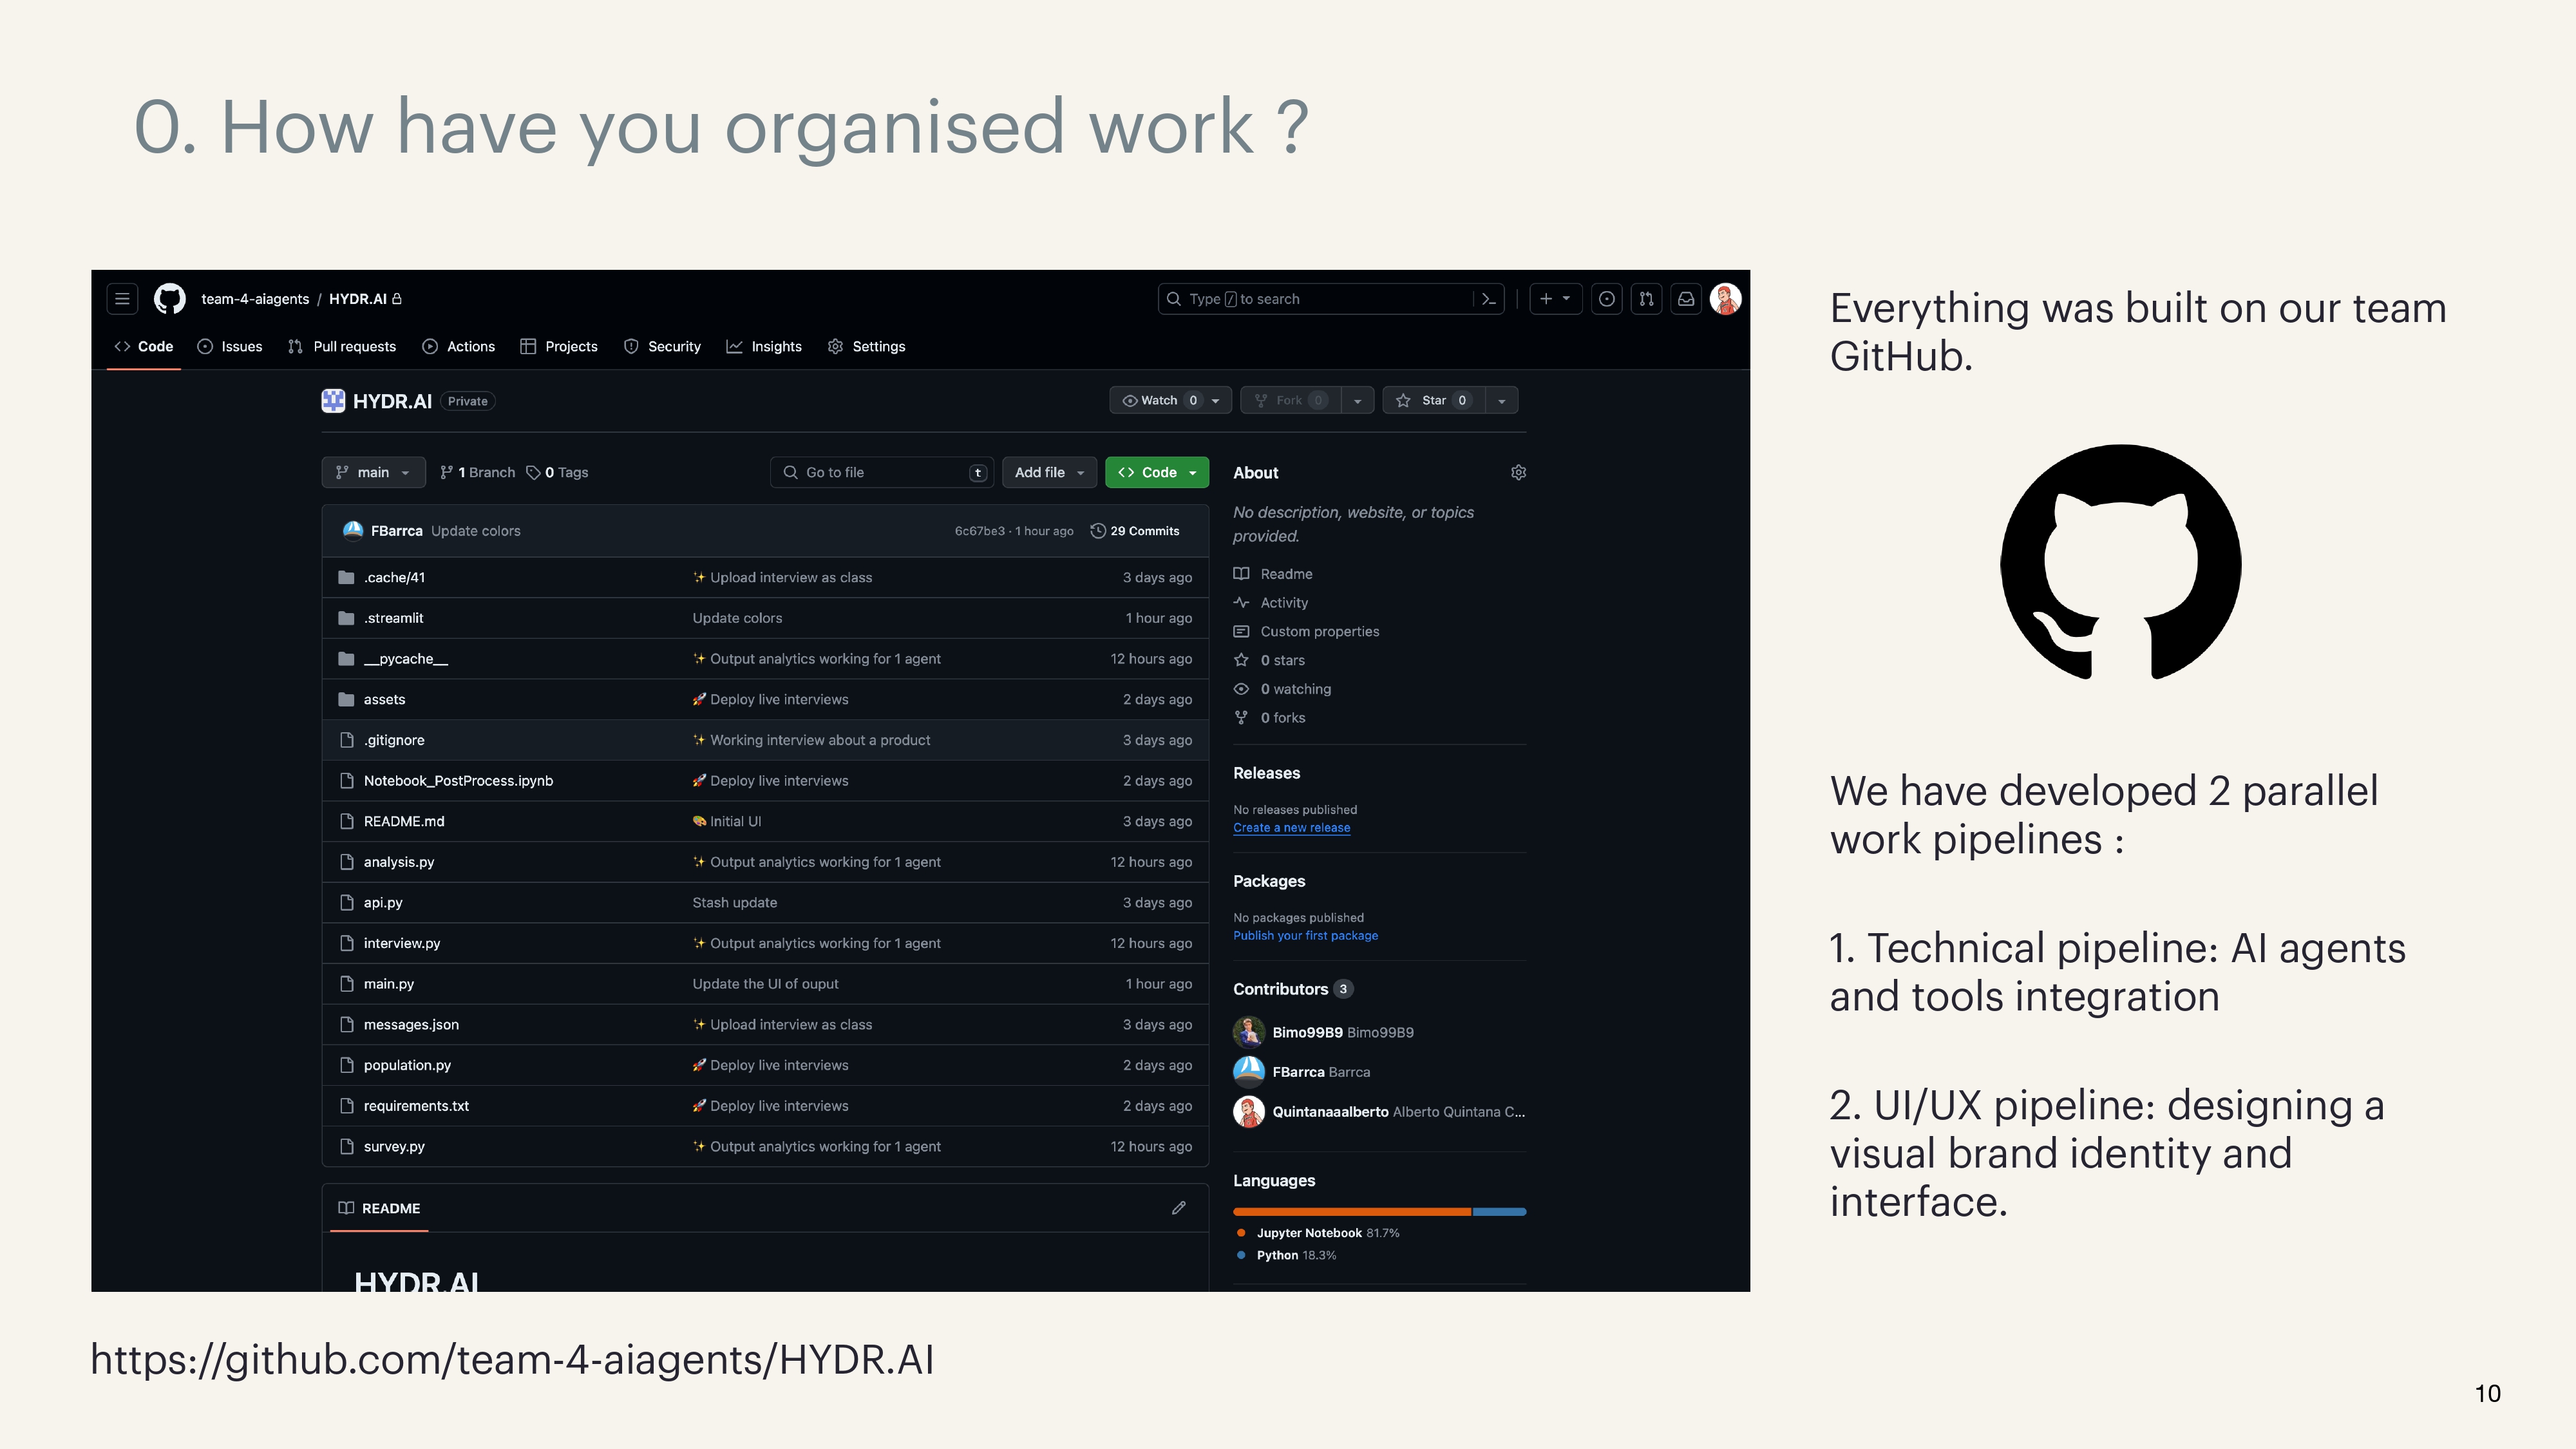 0. How have you organised work ?
team-4-aiagents / HYDR.AI
Type / to search
Code Issues Pull requests Actions Projects Security Insights Settings
HYDR.AI Private
Watch 0 Fork 0 Star 0
main 1 Branch 0 Tags
Go to file t Add file Code
FBarrca Update colors 6c67be3 · 1 hour ago 29 Commits
.cache/41 ✨ Upload interview as class 3 days ago
.streamlit Update colors 1 hour ago
__pycache__ ✨ Output analytics working for 1 agent 12 hours ago
assets 🚀 Deploy live interviews 2 days ago
.gitignore ✨ Working interview about a product 3 days ago
Notebook_PostProcess.ipynb 🚀 Deploy live interviews 2 days ago
README.md 🎨 Initial UI 3 days ago
analysis.py ✨ Output analytics working for 1 agent 12 hours ago
api.py Stash update 3 days ago
interview.py ✨ Output analytics working for 1 agent 12 hours ago
main.py Update the UI of ouput 1 hour ago
messages.json ✨ Upload interview as class 3 days ago
population.py 🚀 Deploy live interviews 2 days ago
requirements.txt 🚀 Deploy live interviews 2 days ago
survey.py ✨ Output analytics working for 1 agent 12 hours ago
README
HYDR.AI
About
No description, website, or topics
provided.
Readme
Activity
Custom properties
0 stars
0 watching
0 forks
Releases
No releases published
Create a new release
Packages
No packages published
Publish your first package
Contributors 3
Bimo99B9 Bimo99B9
FBarrca Barrca
Quintanaaalberto Alberto Quintana C...
Languages
Jupyter Notebook 81.7%
Python 18.3%
Everything was built on our team
GitHub.
We have developed 2 parallel
work pipelines :
1. Technical pipeline: AI agents
and tools integration
2. UI/UX pipeline: designing a
visual brand identity and
interface.
https://github.com/team-4-aiagents/HYDR.AI
10